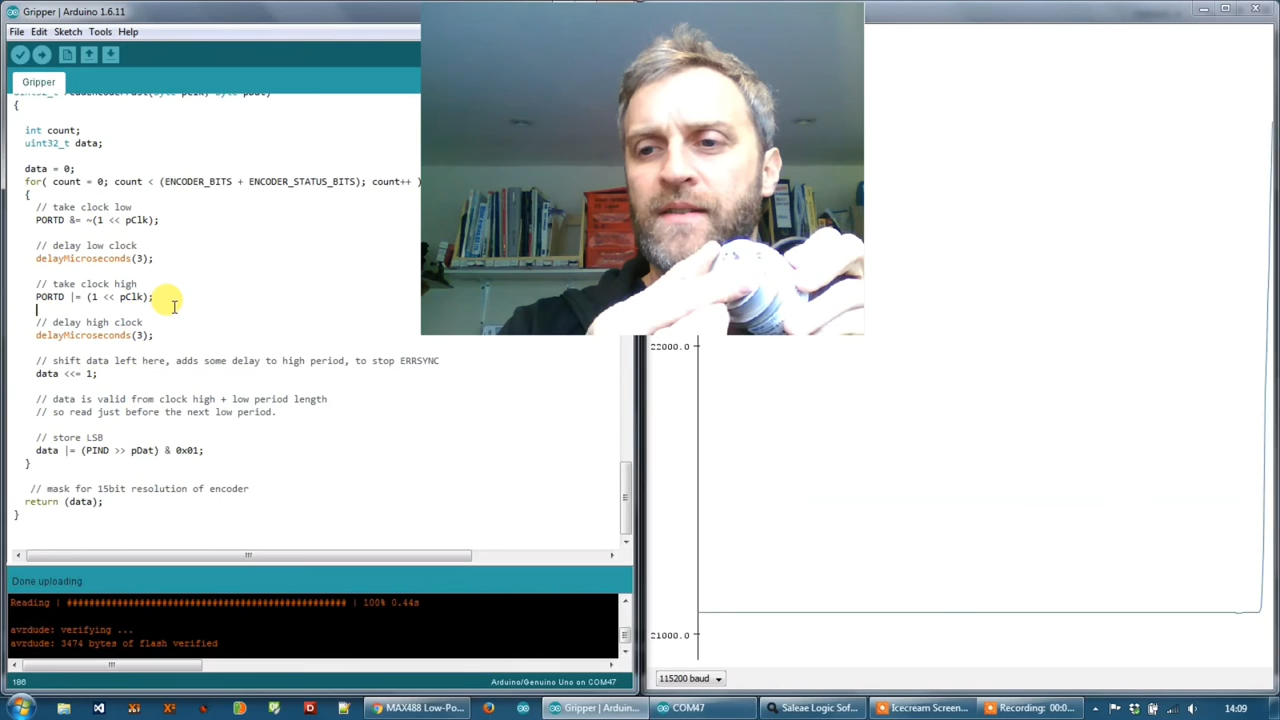 Gripper | Arduino 1.6.11
File Edit Sketch Tools Help
Gripper
{
int count;
uint32_t data;
data = 0;
for( count = 0; count < (ENCODER_BITS + ENCODER_STATUS_BITS); count++ )
{
// take clock low
PORTD &= ~(1 << pClk);
// delay low clock
delayMicroseconds(3);
// take clock high
PORTD |= (1 << pClk);
// delay high clock
delayMicroseconds(3);
// shift data left here, adds some delay to high period, to stop ERRSYNC
data <<= 1;
// data is valid from clock high + low period length
// so read just before the next low period.
// store LSB
data |= (PIND >> pDat) & 0x01;
}
// mask for 15bit resolution of encoder
return (data);
}
Done uploading
Reading | ################################################## | 100% 0.44s
avrdude: verifying ...
avrdude: 3474 bytes of flash verified
186
Arduino/Genuino Uno on COM47
22000.0
21000.0
115200 baud
MAX488 Low-Po...
Gripper | Arduin...
COM47
Saleae Logic Sof...
Icecream Screen...
Recording: 00:0...
14:09